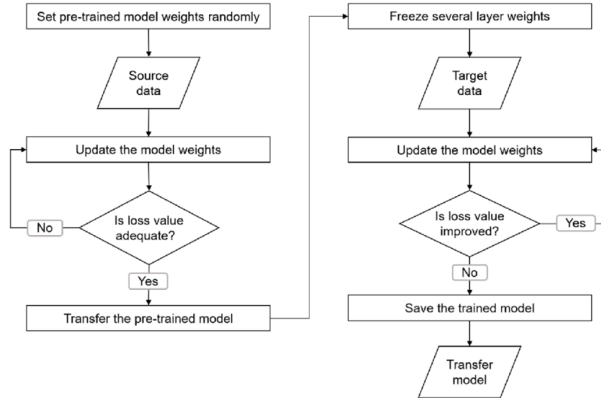 Set pre-trained model weights randomly
Source
data
Update the model weights
Is loss value
adequate?
No
Yes
Transfer the pre-trained model
Freeze several layer weights
Target
data
Update the model weights
Is loss value
improved?
Yes
No
Save the trained model
Transfer
model